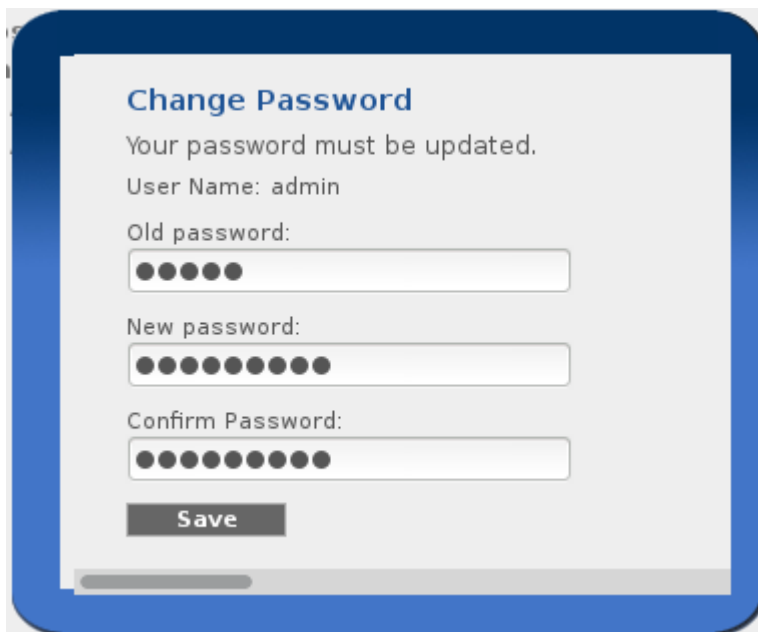 Change Password
Your password must be updated.
User Name: admin
Old password:
●●●●●
New password:
●●●●●●●●●
Confirm Password:
●●●●●●●●●
Save